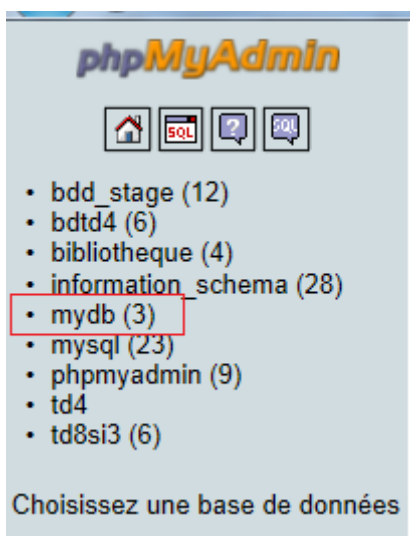 phpMyAdmin
SQL ? SQL
bdd_stage (12)
bdtd4 (6)
bibliotheque (4)
information_schema (28)
mydb (3)
mysql (23)
phpmyadmin (9)
td4
td8si3 (6)
Choisissez une base de données